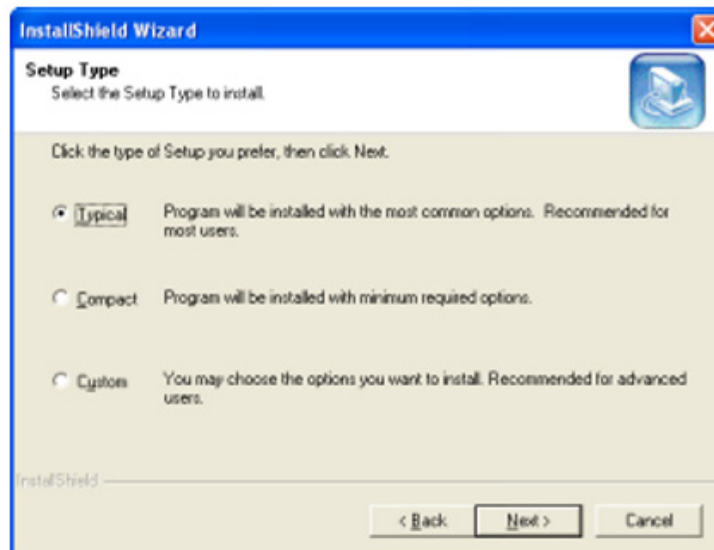 InstallShield Wizard
Setup Type
Select the Setup Type to install.
Click the type of Setup you prefer, then click Next.
Typical Program will be installed with the most common options. Recommended for
most users.
Compact Program will be installed with minimum required options.
Custom You may choose the options you want to install. Recommended for advanced
users.
InstallShield
< Back Next > Cancel